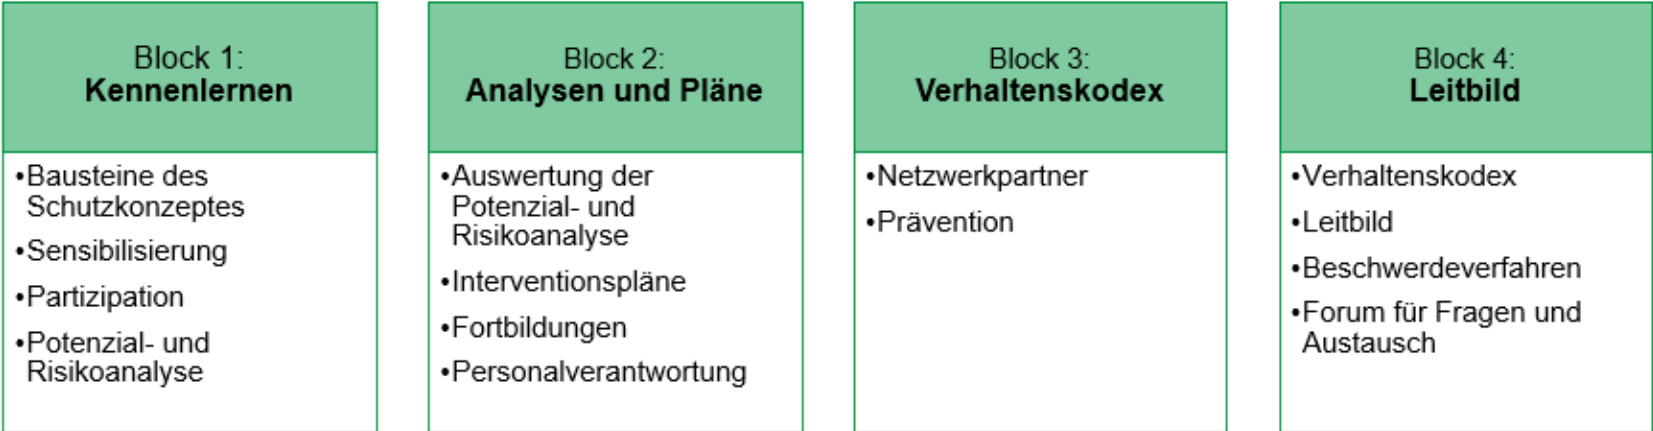 Block 1:
Kennenlernen
•Bausteine des
Schutzkonzeptes
•Sensibilisierung
•Partizipation
•Potenzial- und
Risikoanalyse
Block 2:
Analysen und Pläne
•Auswertung der
Potenzial- und
Risikoanalyse
•Interventionspläne
•Fortbildungen
•Personalverantwortung
Block 3:
Verhaltenskodex
•Netzwerkpartner
•Prävention
Block 4:
Leitbild
•Verhaltenskodex
•Leitbild
•Beschwerdeverfahren
•Forum für Fragen und
Austausch